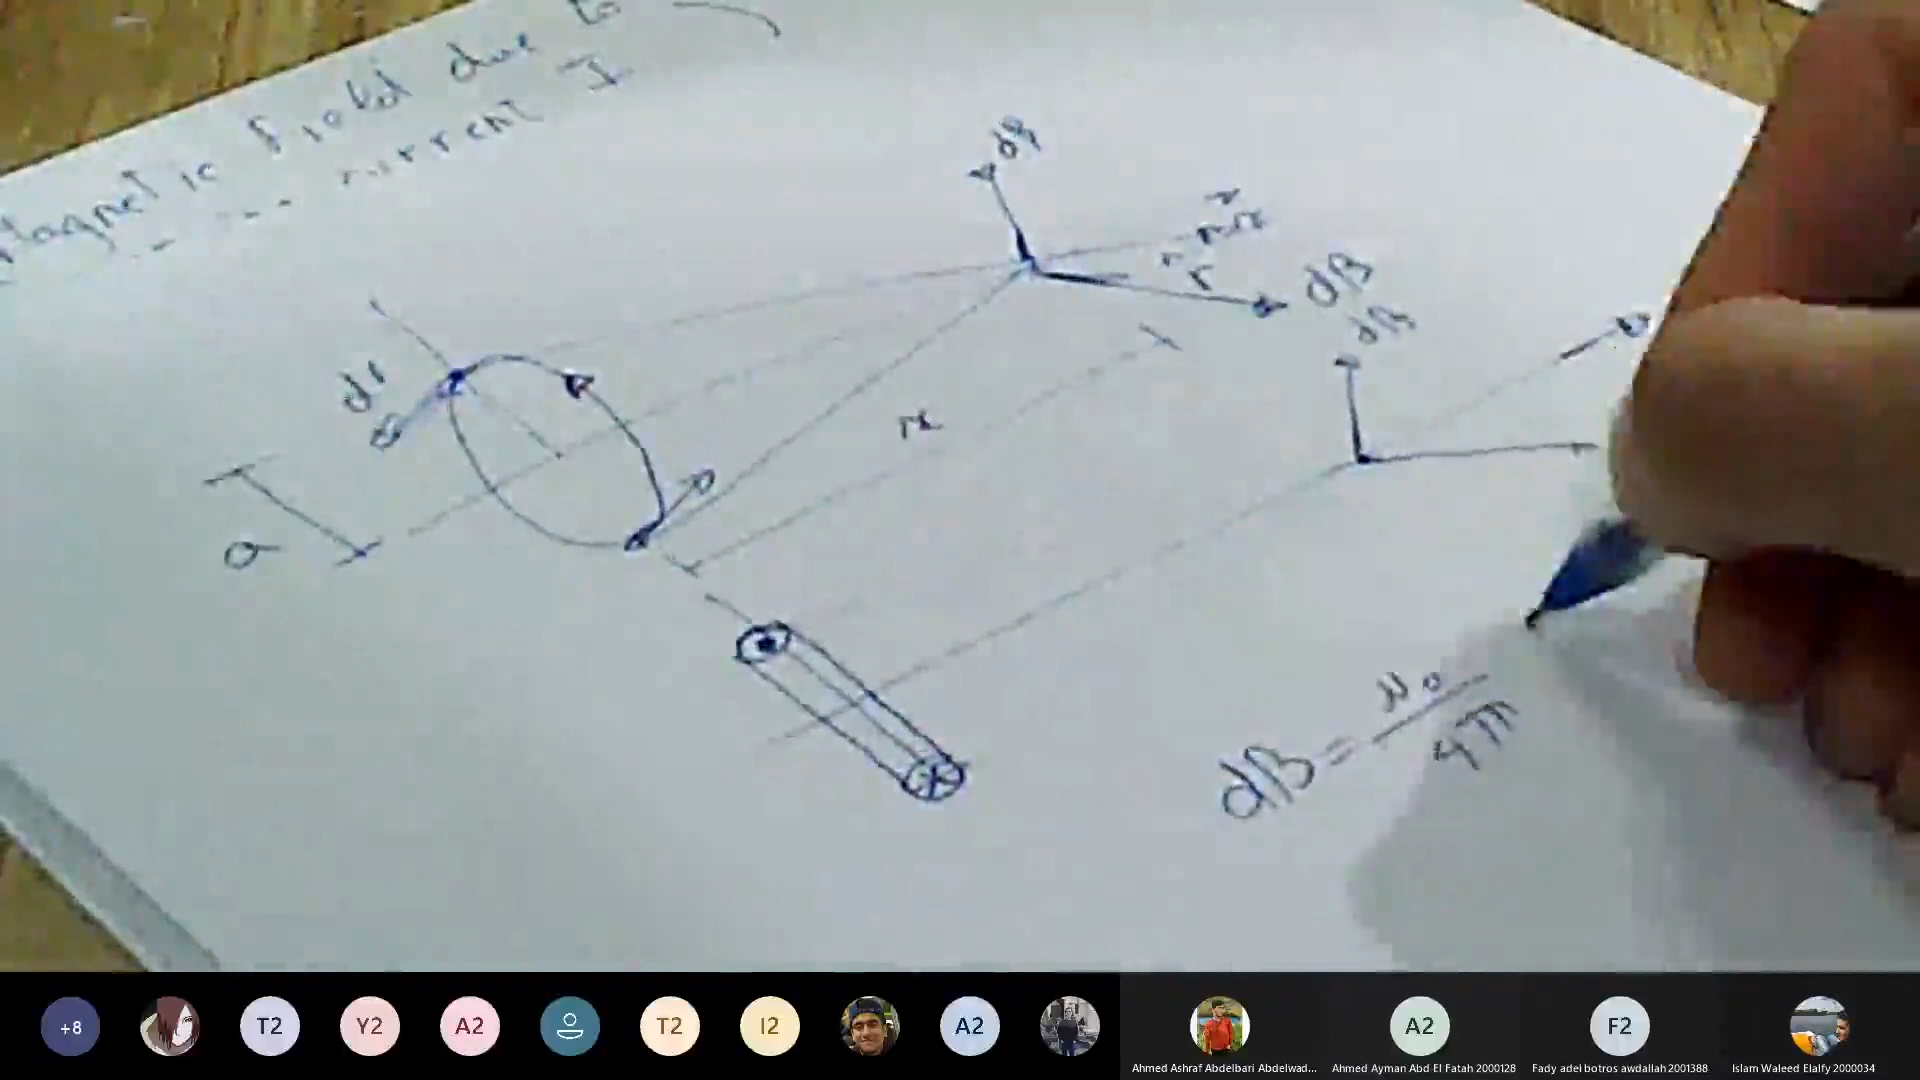 Magnetic field due to
current I
dB
r
dB
dB
dl
x
a
dB = μ0
4π
+8
T2
Y2
A2
T2
I2
A2
A2
F2
Ahmed Ashraf Abdelbari Abdelwad...
Ahmed Ayman Abd El Fatah 2000128
Fady adei botros awdallah 2001388
Islam Waleed Elalfy 2000034